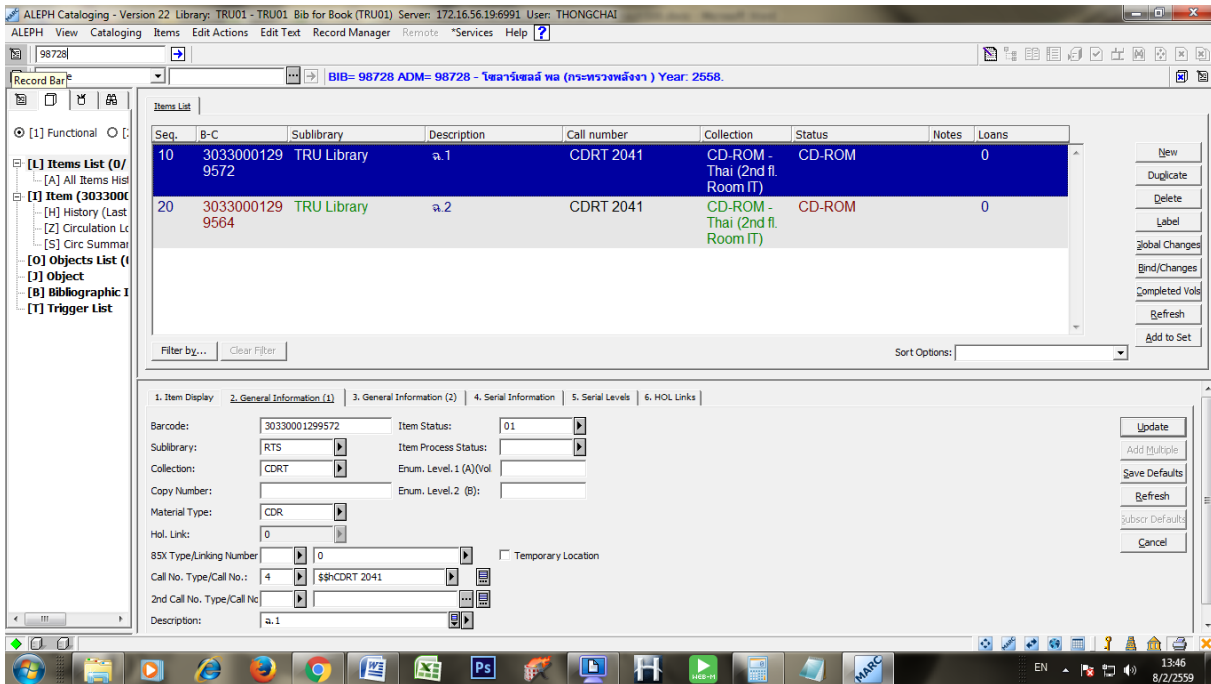 ALEPH Cataloging - Version 22 Library: TRU01 - TRU01 Bib for Book (TRU01) Server: 172.16.56.19:6991 User: THONGCHAI
ALEPH View Cataloging Items Edit Actions Edit Text Record Manager Remote *Services Help ?
98728
Record Bar e BIB= 98728 ADM= 98728 - โซลาร์เซลล์ พล (กระทรวงพลังงา ) Year: 2558.
Items List
[1] Functional
Seq. B-C Sublibrary Description Call number Collection Status Notes Loans
10 3033000129 TRU Library ฉ.1 CDRT 2041 CD-ROM - CD-ROM 0
9572 Thai (2nd fl.
Room IT)
20 3033000129 TRU Library ฉ.2 CDRT 2041 CD-ROM - CD-ROM 0
9564 Thai (2nd fl.
Room IT)
[L] Items List (0/
[A] All Items Hist
[I] Item (3033000
[H] History (Last
[Z] Circulation Lo
[S] Circ Summar
[O] Objects List (
[J] Object
[B] Bibliographic I
[T] Trigger List
New
Duplicate
Delete
Label
Global Changes
Bind/Changes
Completed Vols
Refresh
Add to Set
Filter by... Clear Filter Sort Options:
1. Item Display 2. General Information (1) 3. General Information (2) 4. Serial Information 5. Serial Levels 6. HOL Links
Barcode: 30330001299572 Item Status: 01
Sublibrary: RTS Item Process Status:
Collection: CDRT Enum. Level.1 (A)(Vol
Copy Number: Enum. Level.2 (B):
Material Type: CDR
Hol. Link: 0
85X Type/Linking Number 0 Temporary Location
Call No. Type/Call No.: 4 $$hCDRT 2041
2nd Call No. Type/Call Nc
Description: ฉ.1
Update
Add Multiple
Save Defaults
Refresh
Subscr Defaults
Cancel
Ps WEB-M MARC
EN 13:46
8/2/2559